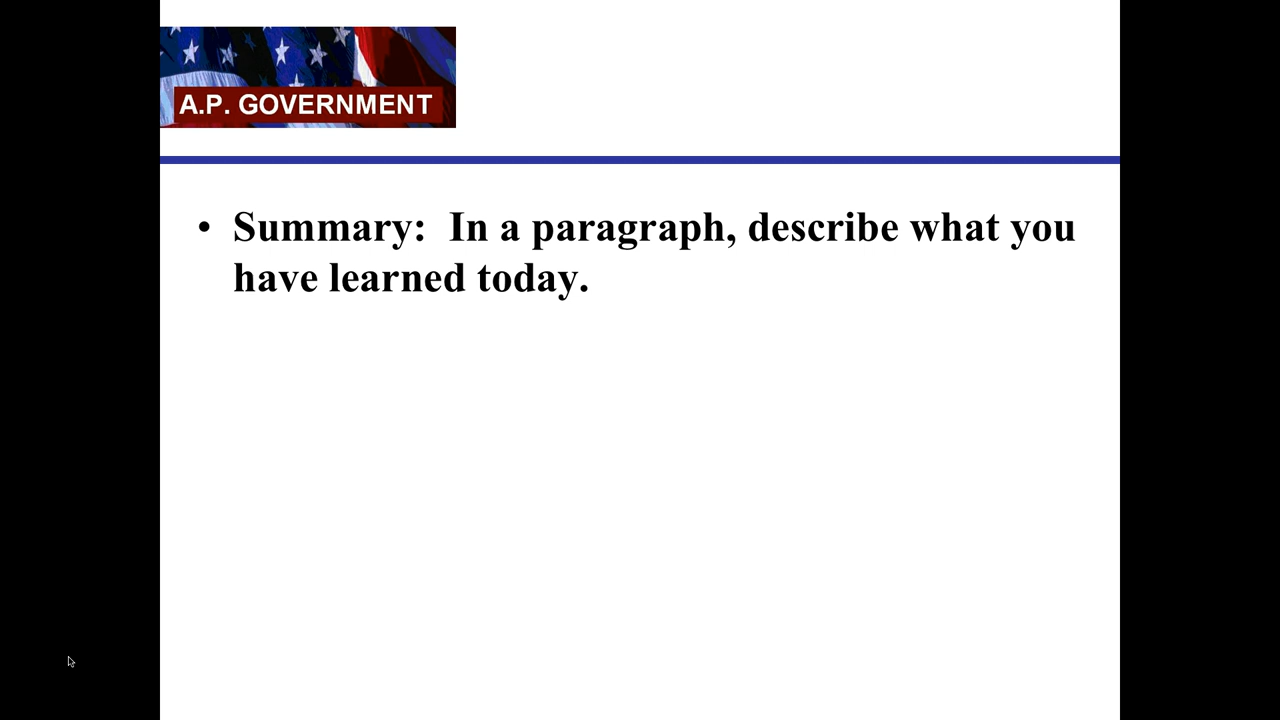 A.P. GOVERNMENT
• Summary:  In a paragraph, describe what you
have learned today.